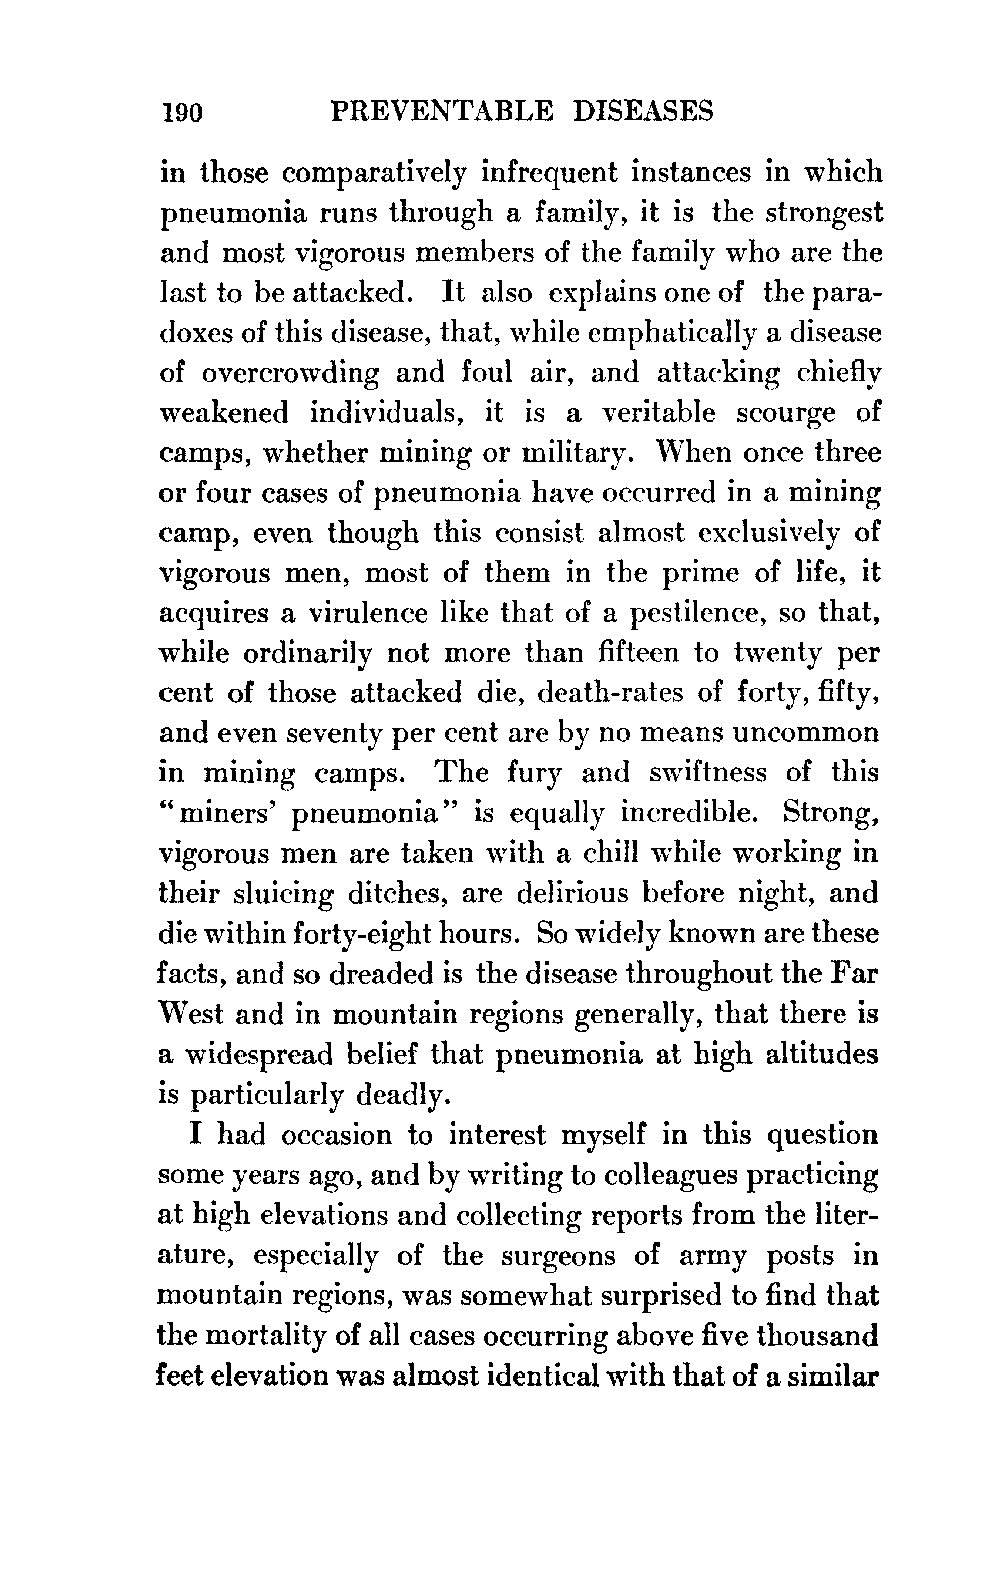 190 PREVENTABLE DISEASES
in those comparatively infrequent instances in which
pneumonia runs through a family, it is the strongest
and most vigorous members of the family who are the
last to be attacked. It also explains one of the para-
doxes of this disease, that, while emphatically a disease
of overcrowding and foul air, and attacking chiefly
weakened individuals, it is a veritable scourge of
camps, whether mining or military. When once three
or four cases of pneumonia have occurred in a mining
camp, even though this consist almost exclusively of
vigorous men, most of them in the prime of life, it
acquires a virulence like that of a pestilence, so that,
while ordinarily not more than fifteen to twenty per
cent of those attacked die, death-rates of forty, fifty,
and even seventy per cent are by no means uncommon
in mining camps. The fury and swiftness of this
“miners’ pneumonia” is equally incredible. Strong,
vigorous men are taken with a chill while working in
their sluicing ditches, are delirious before night, and
die within forty-eight hours. So widely known are these
facts, and so dreaded is the disease throughout the Far
West and in mountain regions generally, that there is
a widespread belief that pneumonia at high altitudes
is particularly deadly.
I had occasion to interest myself in this question
some years ago, and by writing to colleagues practicing
at high elevations and collecting reports from the liter-
ature, especially of the surgeons of army posts in
mountain regions, was somewhat surprised to find that
the mortality of all cases occurring above five thousand
feet elevation was almost identical with that of a similar